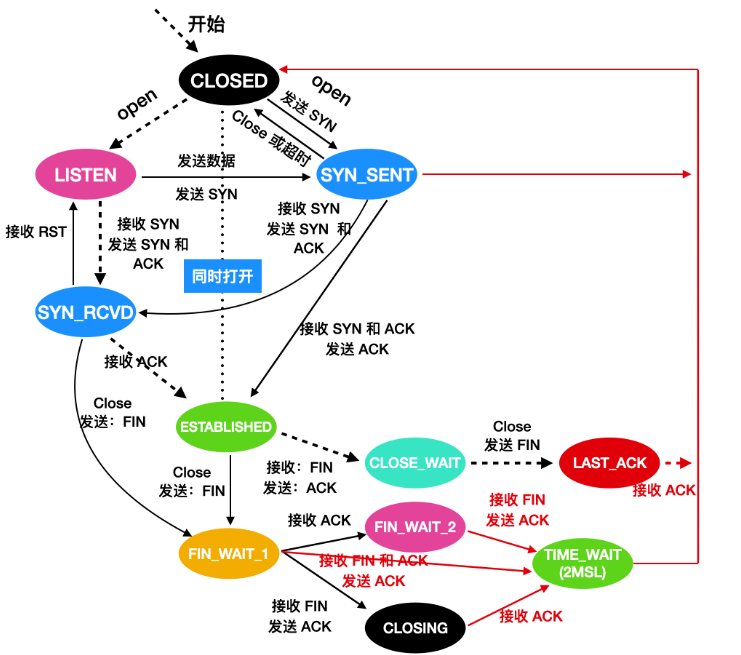 开始
CLOSED
open
open
发送 SYN
Close 或超时
LISTEN
发送数据
发送 SYN
SYN_SENT
接收 RST
接收 SYN
发送 SYN 和
ACK
接收 SYN
发送 SYN 和
ACK
同时打开
SYN_RCVD
接收 SYN 和 ACK
发送 ACK
接收 ACK
Close
发送：FIN
ESTABLISHED
Close
发送 FIN
CLOSE_WAIT
LAST_ACK
接收：FIN
发送：ACK
Close
发送：FIN
接收 ACK
接收 ACK
FIN_WAIT_2
接收 FIN
发送 ACK
FIN_WAIT_1
接收 FIN 和 ACK
发送 ACK
TIME_WAIT
(2MSL)
接收 FIN
发送 ACK
CLOSING
接收 ACK